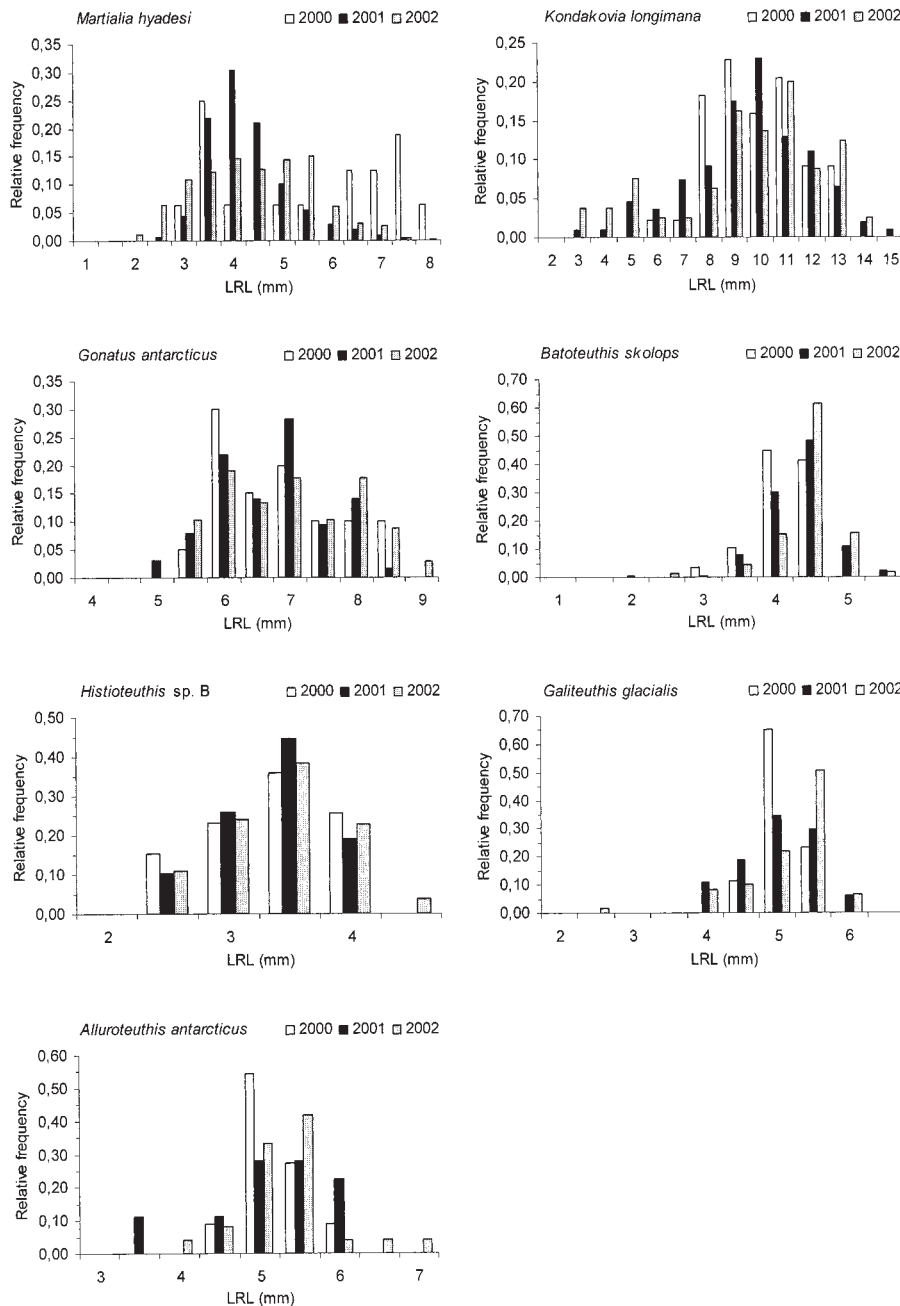 Martialia hyadesi 2000 2001 2002
Relative frequency
0,35
0,30
0,25
0,20
0,15
0,10
0,05
0,00
1 2 3 4 5 6 7 8
LRL (mm)
Kondakovia longimana 2000 2001 2002
Relative frequency
0,25
0,20
0,15
0,10
0,05
0,00
2 3 4 5 6 7 8 9 10 11 12 13 14 15
LRL (mm)
Gonatus antarcticus 2000 2001 2002
Relative frequency
0,35
0,30
0,25
0,20
0,15
0,10
0,05
0,00
4 5 6 7 8 9
LRL (mm)
Batoteuthis skolops 2000 2001 2002
Relative frequency
0,70
0,60
0,50
0,40
0,30
0,20
0,10
0,00
1 2 3 4 5
LRL (mm)
Histioteuthis sp. B 2000 2001 2002
Relative frequency
0,50
0,40
0,30
0,20
0,10
0,00
2 3 4
LRL (mm)
Galiteuthis glacialis 2000 2001 2002
Relative frequency
0,70
0,60
0,50
0,40
0,30
0,20
0,10
0,00
2 3 4 5 6
LRL (mm)
Alluroteuthis antarcticus 2000 2001 2002
Relative frequency
0,60
0,50
0,40
0,30
0,20
0,10
0,00
3 4 5 6 7
LRL (mm)